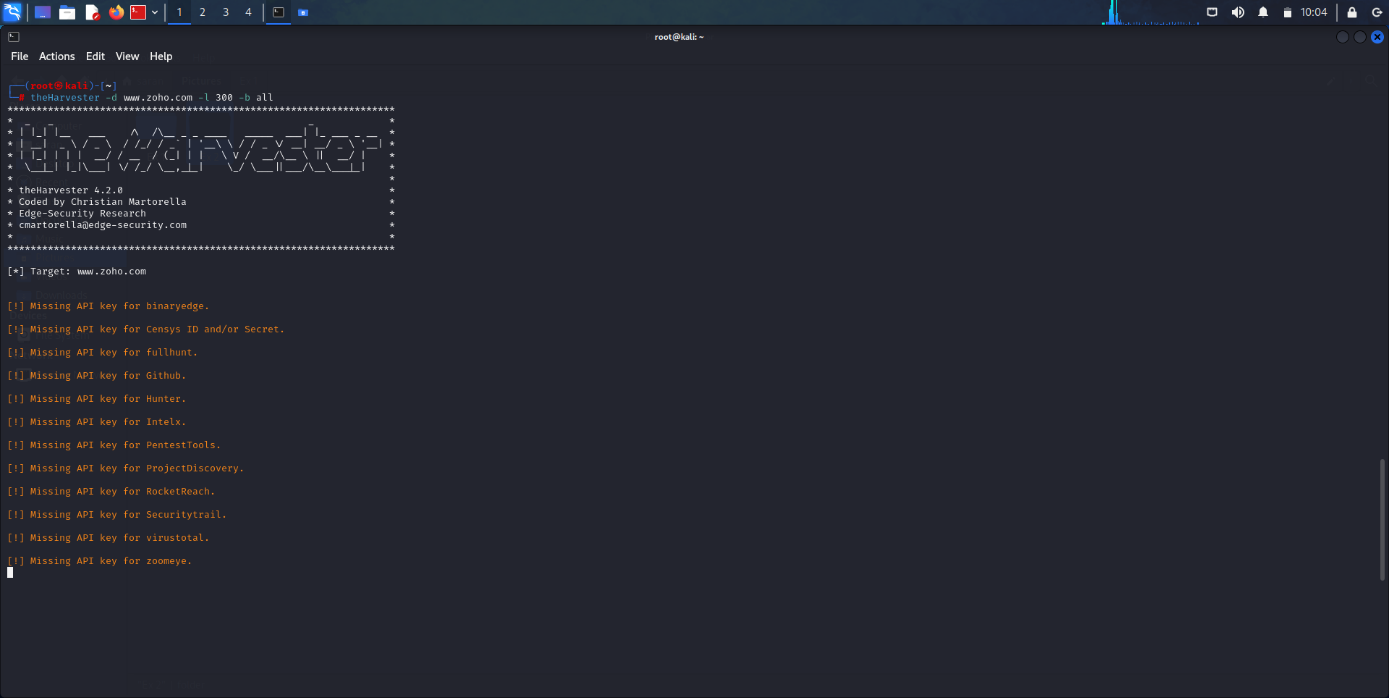 1 2 3 4 10:04
root@kali: ~
File Actions Edit View Help
┌──(root㉿kali)-[~]
└─# theHarvester -d www.zoho.com -l 300 -b all
*******************************************************************
* theHarvester *
* *
* theHarvester 4.2.0 *
* Coded by Christian Martorella *
* Edge-Security Research *
* cmartorella@edge-security.com *
* *
*******************************************************************
[*] Target: www.zoho.com
[!] Missing API key for binaryedge.
[!] Missing API key for Censys ID and/or Secret.
[!] Missing API key for fullhunt.
[!] Missing API key for Github.
[!] Missing API key for Hunter.
[!] Missing API key for Intelx.
[!] Missing API key for PentestTools.
[!] Missing API key for ProjectDiscovery.
[!] Missing API key for RocketReach.
[!] Missing API key for Securitytrail.
[!] Missing API key for virustotal.
[!] Missing API key for zoomeye.